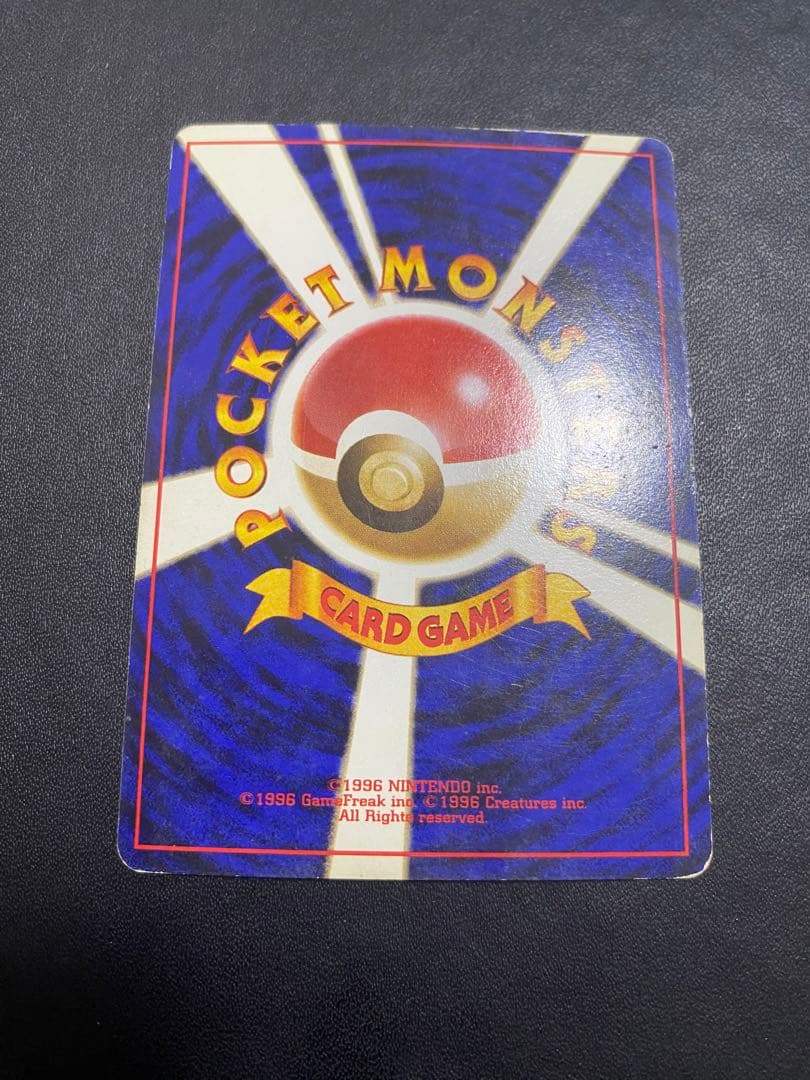 POCKET MONSTERS
CARD GAME
©1996 NINTENDO inc.
©1996 GameFreak inc. ©1996 Creatures inc.
All Rights reserved.